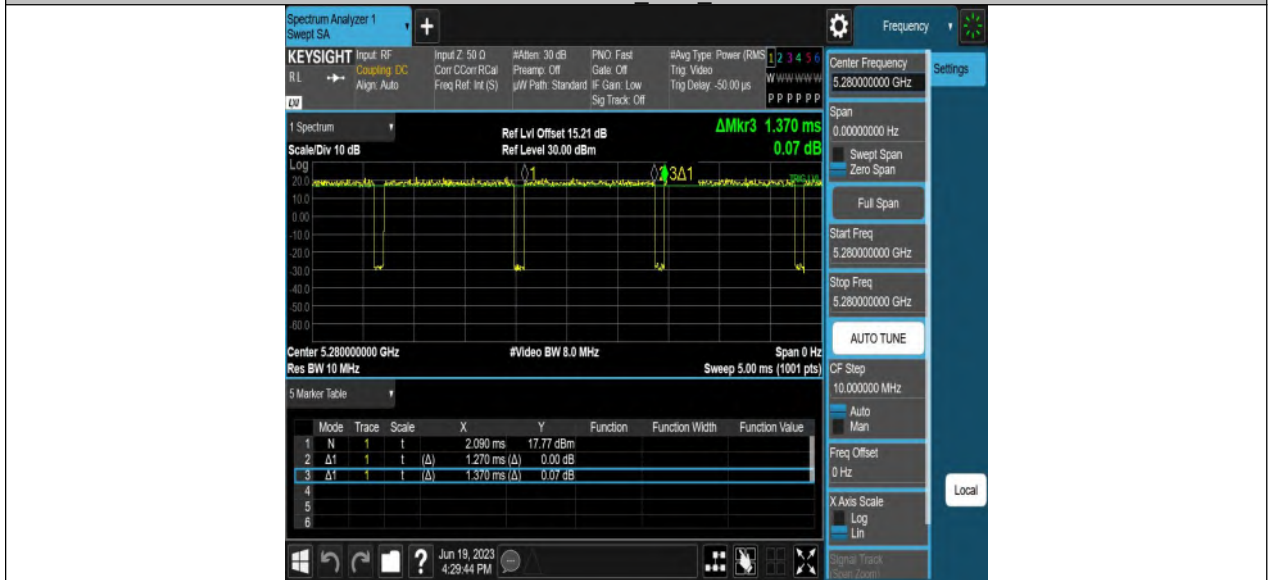 Spectrum Analyzer 1
Swept SA
+
Frequency
KEYSIGHT
RL
LXI
Input: RF
Coupling: DC
Align: Auto
Input Z: 50 Ω
Corr CCorr RCal
Freq Ref: Int (S)
#Atten: 30 dB
Preamp: Off
µW Path: Standard
PNO: Fast
Gate: Off
IF Gain: Low
Sig Track: Off
#Avg Type: Power (RMS
Trig: Video
Trig Delay: -50.00 µs
1 2 3 4 5 6
W W W W W W
P P P P P P
Center Frequency
5.280000000 GHz
Settings
Span
0.00000000 Hz
Swept Span
Zero Span
Full Span
Start Freq
5.280000000 GHz
Stop Freq
5.280000000 GHz
AUTO TUNE
CF Step
10.000000 MHz
Auto
Man
Freq Offset
0 Hz
X Axis Scale
Log
Lin
Signal Track
(Span Zoom)
Local
1 Spectrum
Scale/Div 10 dB
Ref Lvl Offset 15.21 dB
Ref Level 30.00 dBm
ΔMkr3 1.370 ms
0.07 dB
Log
20.0
10.0
0.00
-10.0
-20.0
-30.0
-40.0
-50.0
-60.0
1
3Δ1
TRIG LVL
Center 5.280000000 GHz
Res BW 10 MHz
#Video BW 8.0 MHz
Span 0 Hz
Sweep 5.00 ms (1001 pts)
5 Marker Table
Mode Trace Scale X Y Function Function Width Function Value
1 N 1 t 2.090 ms 17.77 dBm
2 Δ1 1 t (Δ) 1.270 ms (Δ) 0.00 dB
3 Δ1 1 t (Δ) 1.370 ms (Δ) 0.07 dB
4
5
6
?
Jun 19, 2023
4:29:44 PM